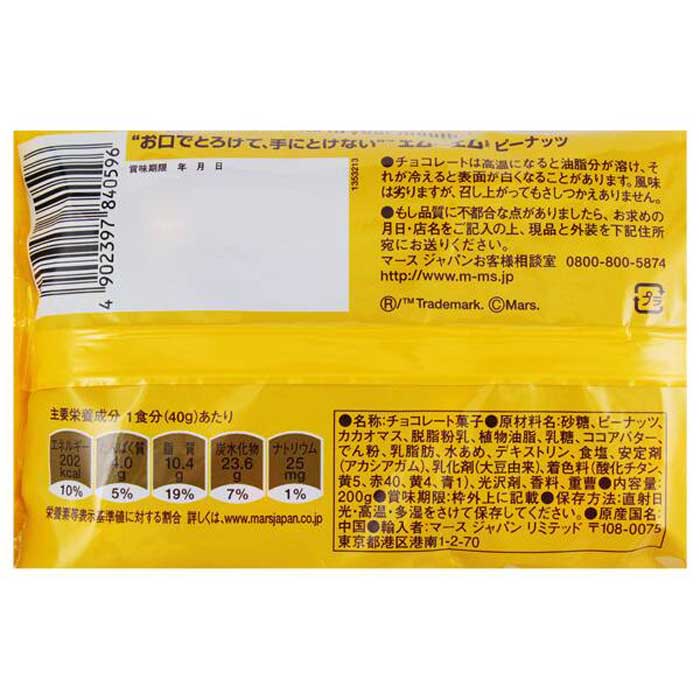 "お口でとろけて、手にとけない" エム アンド エム ピーナッツ
4 902397 840596
賞味期限 年 月 日
1353213
●チョコレートは高温になると油脂分が溶け、そ
れが冷えると表面が白くなることがあります。風味
は劣りますが、召し上がってもさしつかえありません。
●もし品質に不都合な点がありましたら、お求めの
月日・店名をご記入の上、現品と外装を下記住所
宛にお送りください。
マース ジャパンお客様相談室 0800-800-5874
http://www.m-ms.jp
Ⓡ/™Trademark. ⒸMars.
プラ
主要栄養成分 1食分(40g)あたり
エネルギー たんぱく質 脂質 炭水化物 ナトリウム
202 4.0 10.4 23.6 25
kcal g g g mg
10% 5% 19% 7% 1%
栄養素等表示基準値に対する割合 詳しくは、www.marsjapan.co.jp
●名称:チョコレート菓子●原材料名:砂糖、ピーナッツ、
カカオマス、脱脂粉乳、植物油脂、乳糖、ココアバター、
でん粉、乳脂肪、水あめ、デキストリン、食塩、安定剤
(アカシアガム)、乳化剤(大豆由来)、着色料(酸化チタン、
黄5、赤40、黄4、青1)、光沢剤、香料、重曹●内容量:
200g●賞味期限:枠外上に記載●保存方法:直射日
光・高温・多湿をさけて保存してください。●原産国名:
中国●輸入者:マース ジャパン リミテッド 〒108-0075
東京都港区港南1-2-70